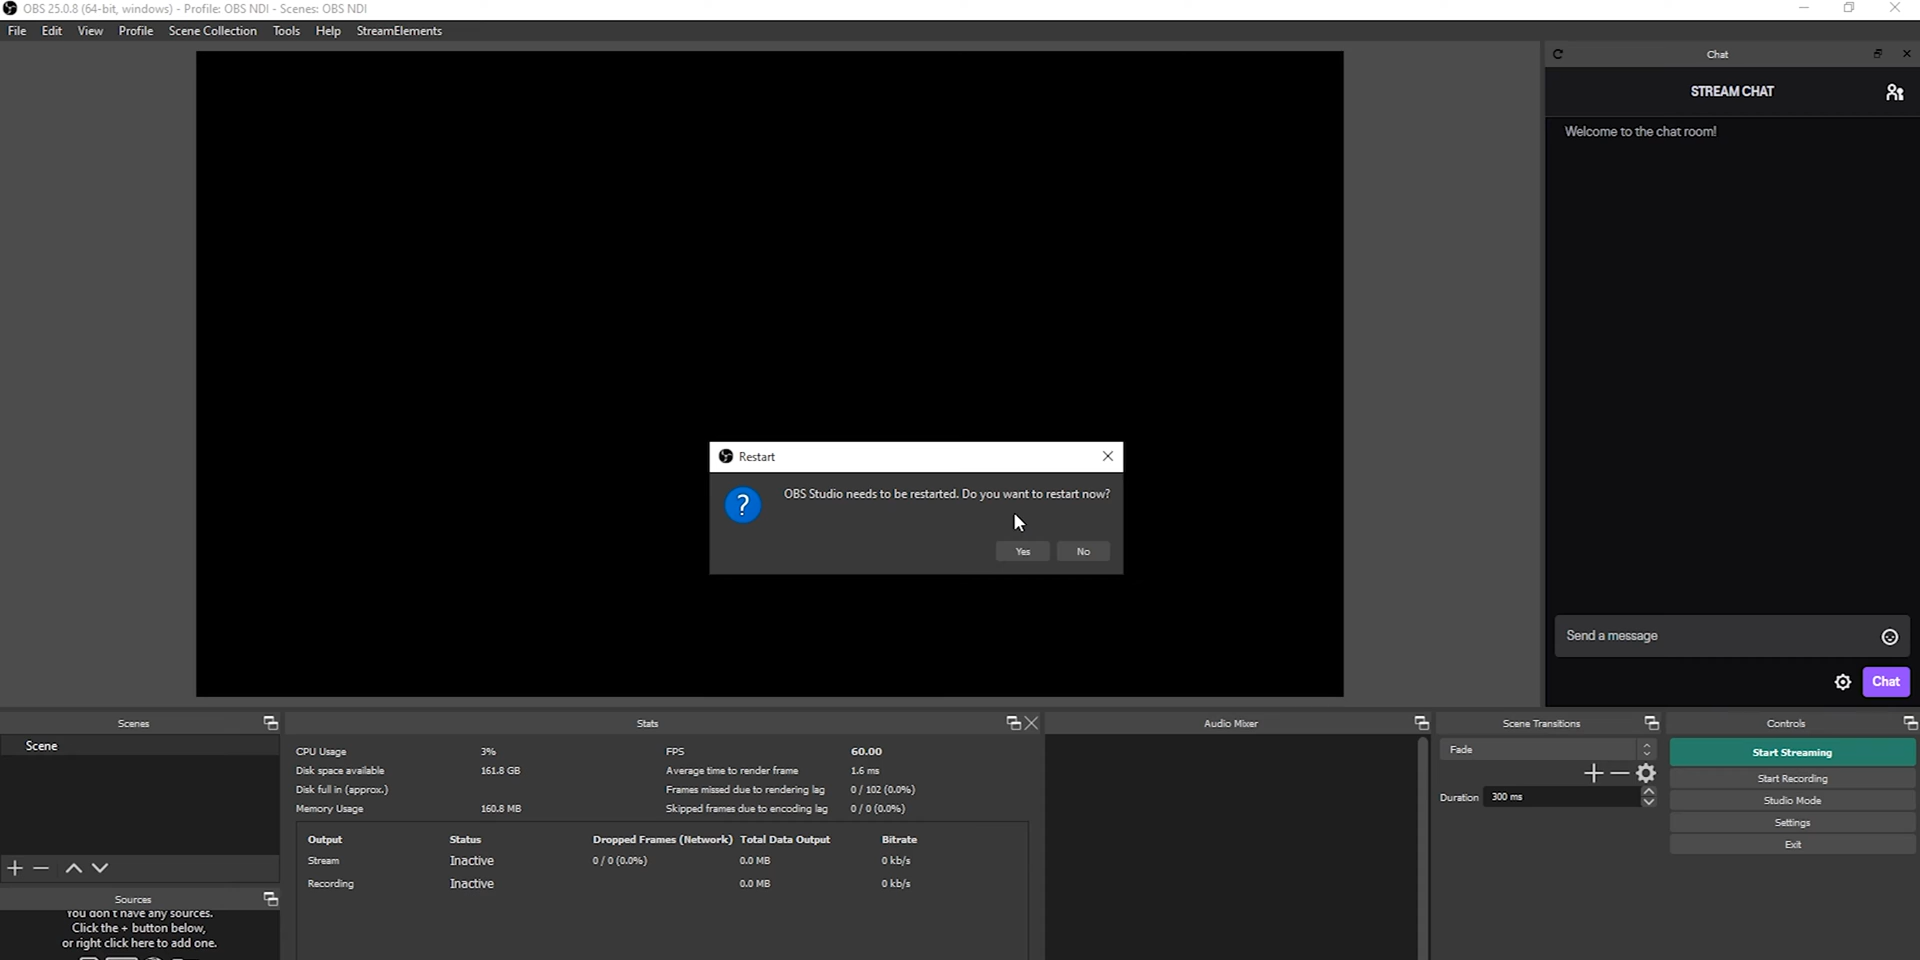 OBS 25.0.8 (64-bit, windows) - Profile: OBS NDI - Scenes: OBS NDI
File Edit View Profile Scene Collection Tools Help StreamElements
Chat
STREAM CHAT
Welcome to the chat room!
Restart
?
OBS Studio needs to be restarted. Do you want to restart now?
Yes No
Send a message
Chat
Scenes
Scene
Sources
You don't have any sources.
Click the + button below,
or right click here to add one.
Stats
CPU Usage 3% FPS 60.00
Disk space available 161.8 GB Average time to render frame 1.6 ms
Disk full in (approx.) Frames missed due to rendering lag 0 / 102 (0.0%)
Memory Usage 160.8 MB Skipped frames due to encoding lag 0 / 0 (0.0%)
Output Status Dropped Frames (Network) Total Data Output Bitrate
Stream Inactive 0 / 0 (0.0%) 0.0 MB 0 kb/s
Recording Inactive 0.0 MB 0 kb/s
Audio Mixer
Scene Transitions
Fade
Duration 300 ms
Controls
Start Streaming
Start Recording
Studio Mode
Settings
Exit